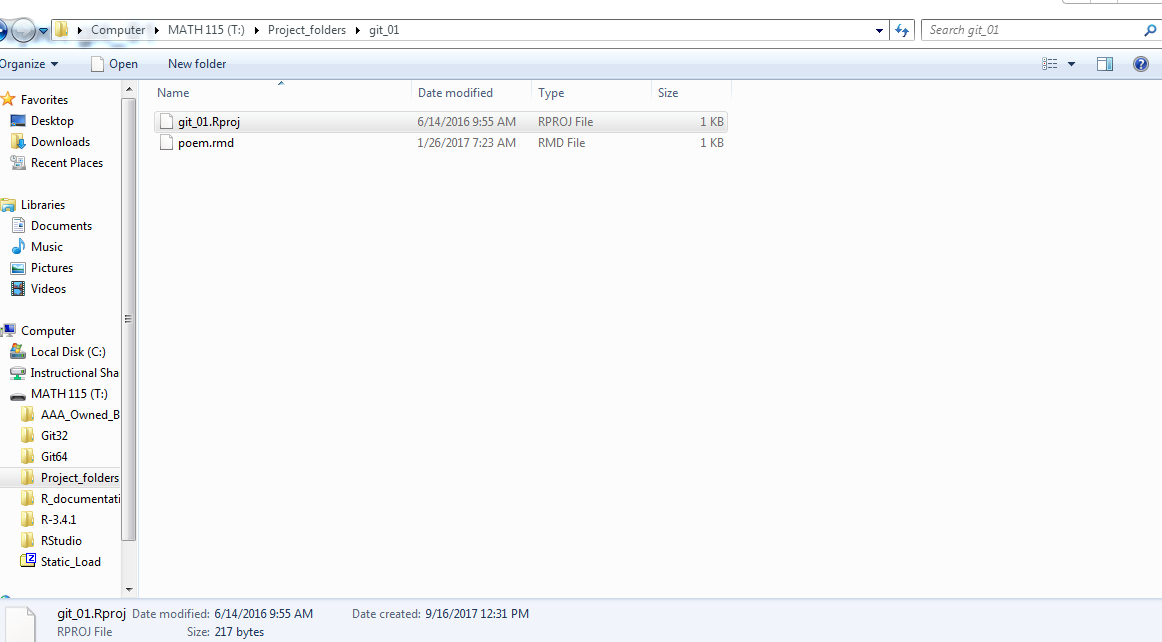 Computer MATH 115 (T:) Project_folders git_01 Search git_01
Organize Open New folder
Name Date modified Type Size
git_01.Rproj 6/14/2016 9:55 AM RPROJ File 1 KB
poem.rmd 1/26/2017 7:23 AM RMD File 1 KB
Favorites
Desktop
Downloads
Recent Places
Libraries
Documents
Music
Pictures
Videos
Computer
Local Disk (C:)
Instructional Sha
MATH 115 (T:)
AAA_Owned_B
Git32
Git64
Project_folders
R_documentati
R-3.4.1
RStudio
Static_Load
git_01.Rproj Date modified: 6/14/2016 9:55 AM Date created: 9/16/2017 12:31 PM
RPROJ File Size: 217 bytes